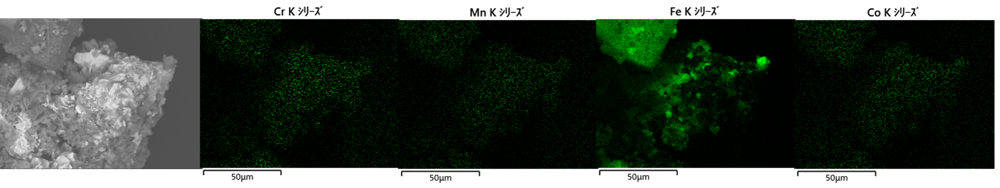 Cr K ｼﾘｰｽﾞ
Mn K ｼﾘｰｽﾞ
Fe K ｼﾘｰｽﾞ
Co K ｼﾘｰｽﾞ
50µm
50µm
50µm
50µm